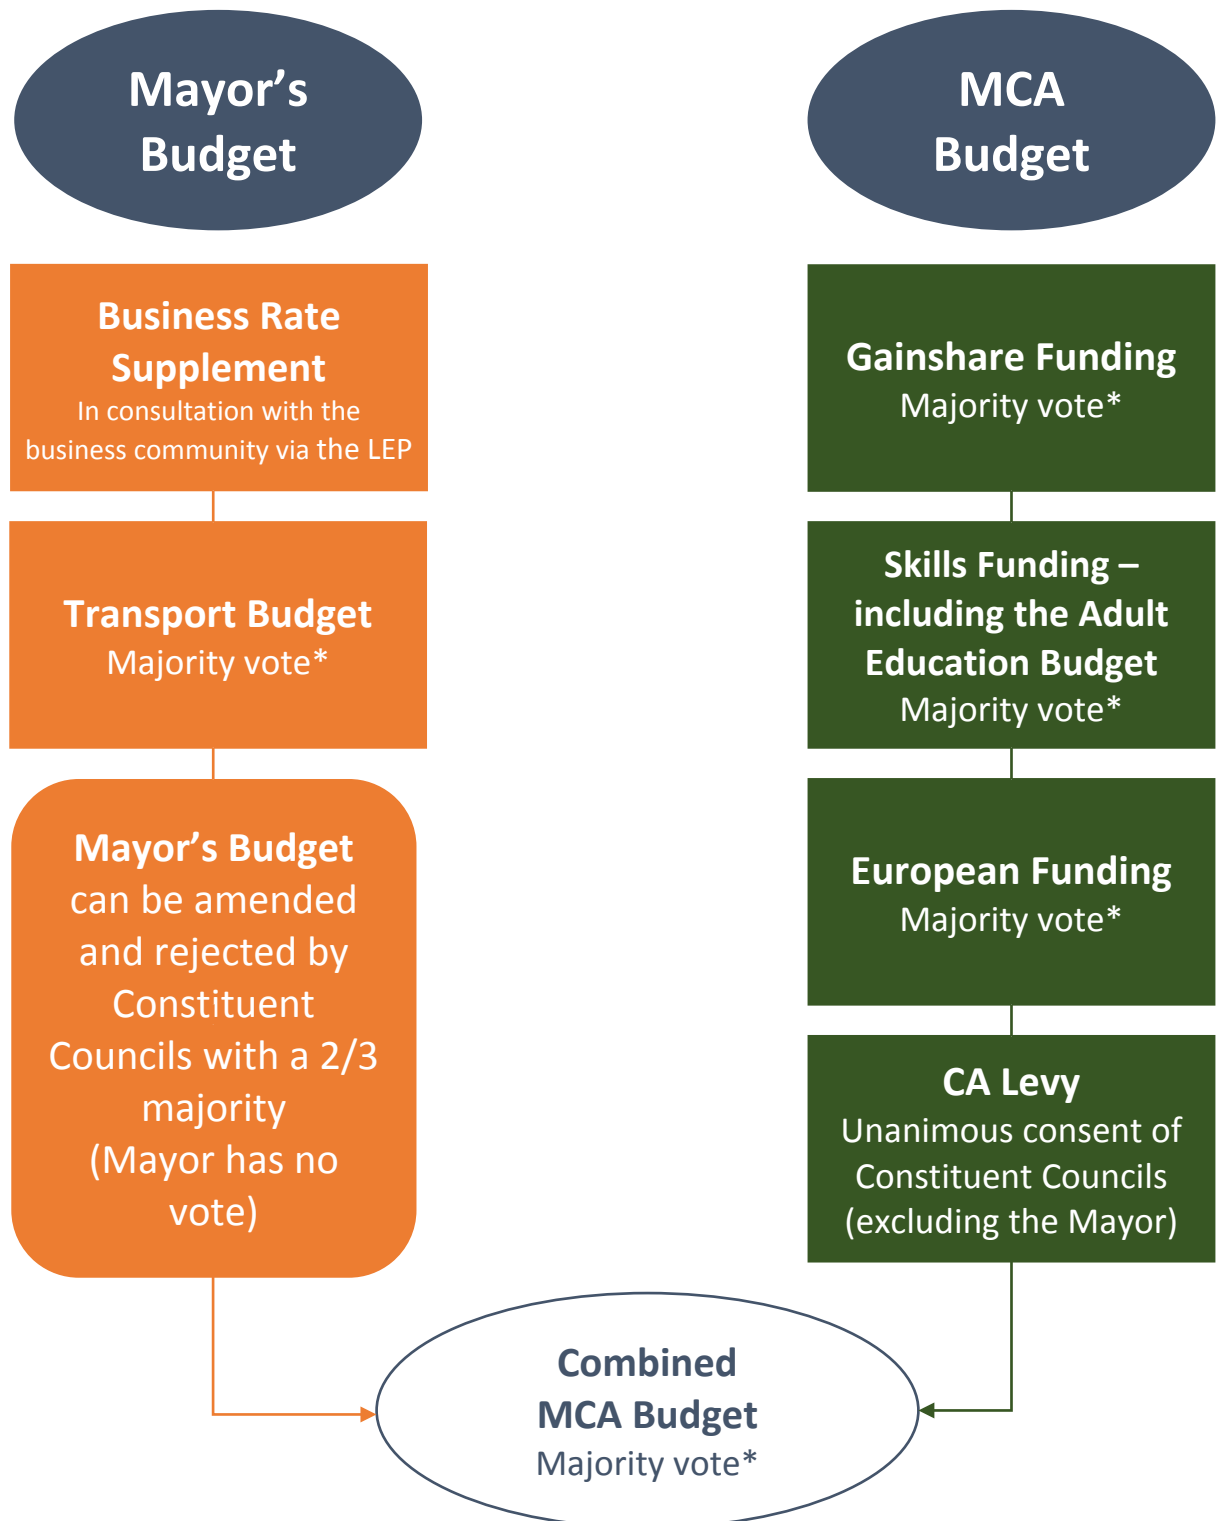 Mayor’s
Budget
Business Rate
Supplement
In consultation with the
business community via the LEP
Transport Budget
Majority vote*
Mayor’s Budget
can be amended
and rejected by
Constituent
Councils with a 2/3
majority
(Mayor has no
vote)
MCA
Budget
Gainshare Funding
Majority vote*
Skills Funding –
including the Adult
Education Budget
Majority vote*
European Funding
Majority vote*
CA Levy
Unanimous consent of
Constituent Councils
(excluding the Mayor)
Combined
MCA Budget
Majority vote*